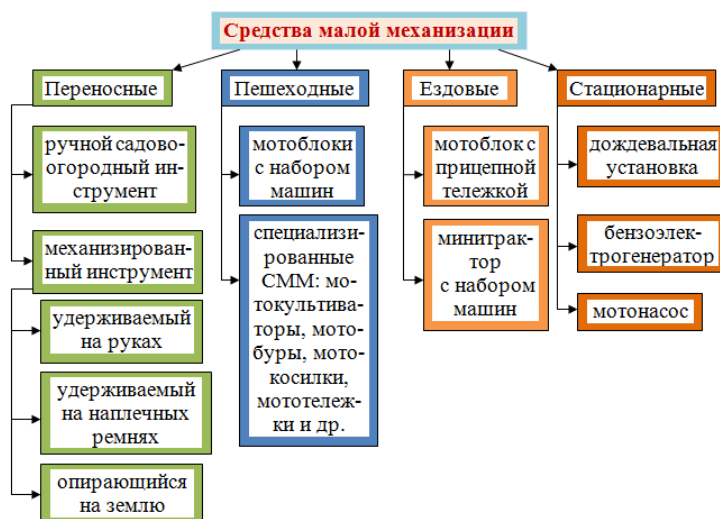 Средства малой механизации
Переносные
Пешеходные
Ездовые
Стационарные
ручной садово-
огородный ин-
струмент
механизирован-
ный инструмент
удерживаемый
на руках
удерживаемый
на наплечных
ремнях
опирающийся
на землю
мотоблоки
с набором
машин
специализи-
рованные
СММ: мо-
токультива-
торы, мото-
буры, мото-
косилки,
мототележ-
ки и др.
мотоблок с
прицепной
тележкой
минитрак-
тор
с набором
машин
дождевальная
установка
бензоэлек-
трогенератор
мотонасос